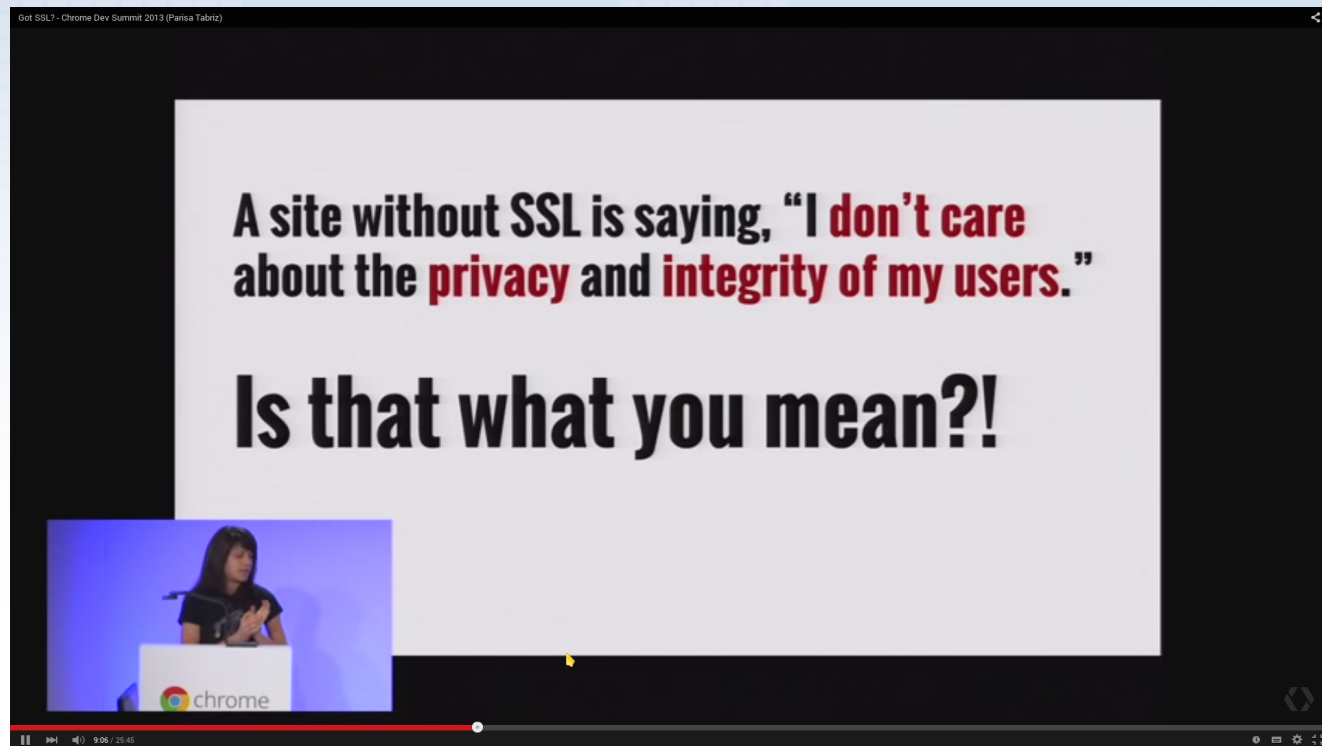 Got SSL? - Chrome Dev Summit 2013 (Parisa Tabriz)
A site without SSL is saying, “I don’t care
about the privacy and integrity of my users.”
Is that what you mean?!
chrome
9:06 / 25:45